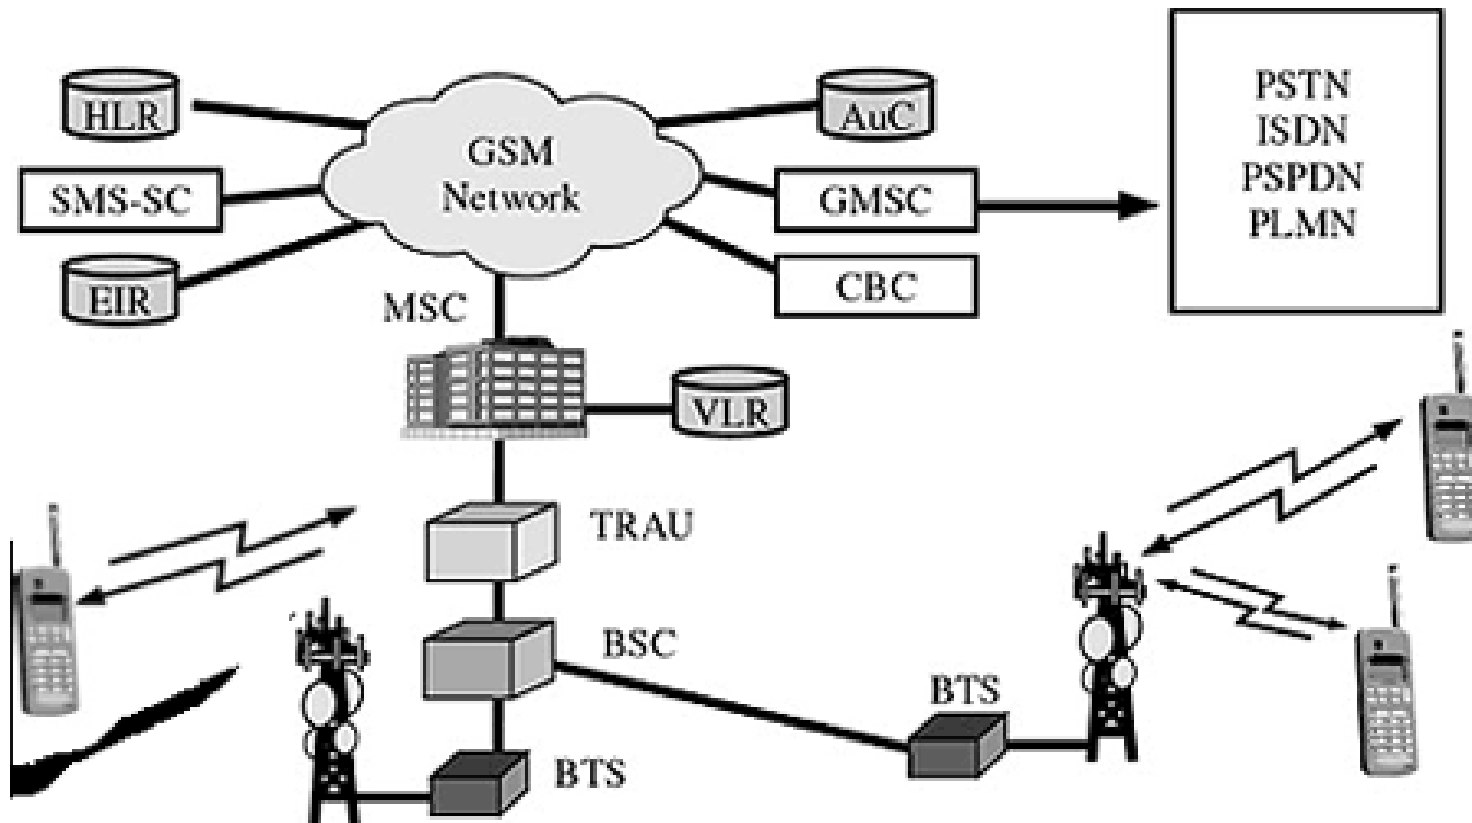 HLR
SMS-SC
EIR
GSM
Network
AuC
GMSC
CBC
PSTN
ISDN
PSPDN
PLMN
MSC
VLR
TRAU
BSC
BTS
BTS